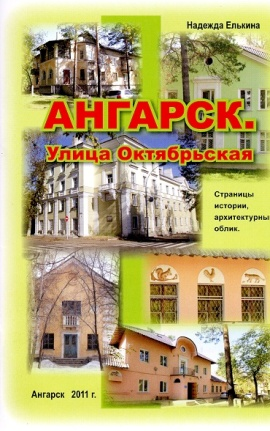 Надежда Елькина
АНГАРСК.
Улица Октябрьская
Страницы
истории,
архитектурный
облик.
Ангарск 2011 г.